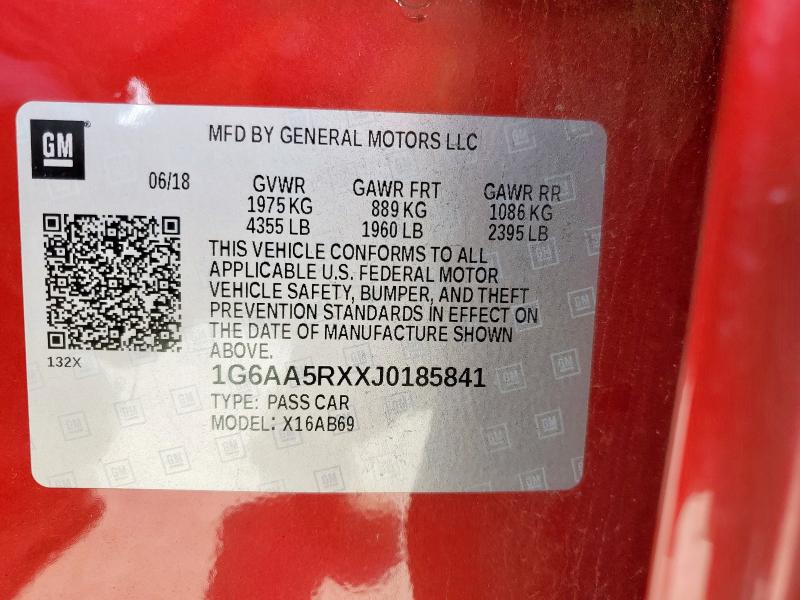 GM
MFD BY GENERAL MOTORS LLC
06/18
GVWR GAWR FRT GAWR RR
1975 KG 889 KG 1086 KG
4355 LB 1960 LB 2395 LB
THIS VEHICLE CONFORMS TO ALL
APPLICABLE U.S. FEDERAL MOTOR
VEHICLE SAFETY, BUMPER, AND THEFT
PREVENTION STANDARDS IN EFFECT ON
THE DATE OF MANUFACTURE SHOWN
ABOVE.
132X
1G6AA5RXXJ0185841
TYPE: PASS CAR
MODEL: X16AB69